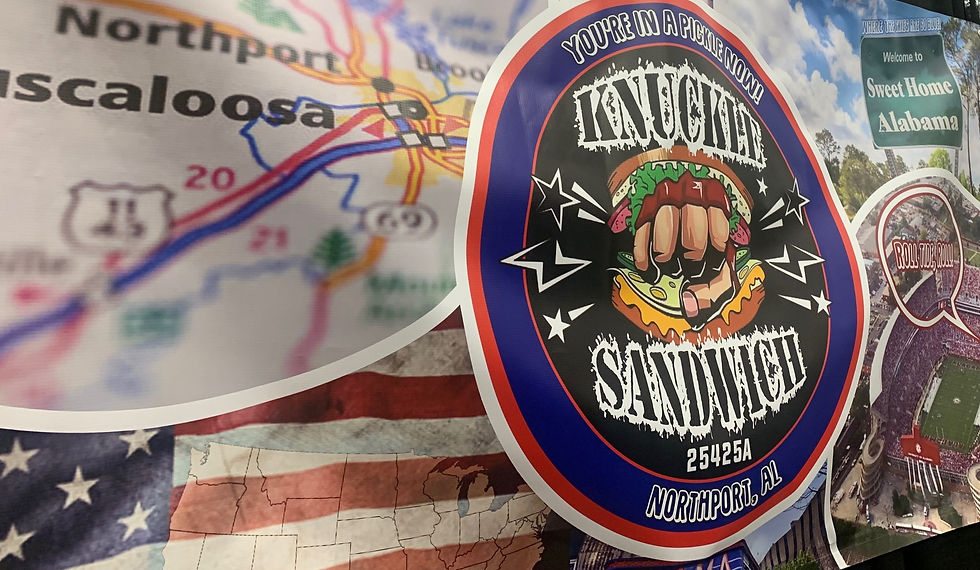 Northport
uscaloosa
20
21
69
YOU'RE IN A PICKLE NOW!!
KNUCKLE
SANDWICH
25425A
NORTHPORT, AL
Welcome to
Sweet Home
Alabama
ROLL TIDE, ROLL!